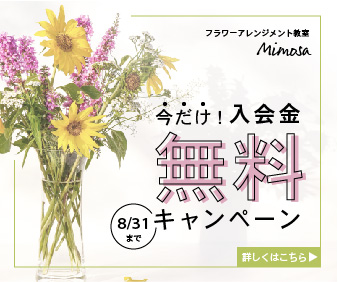 フラワーアレンジメント教室
Mimosa
今だけ！入会金
無料
8/31
まで
キャンペーン
詳しくはこちら▶